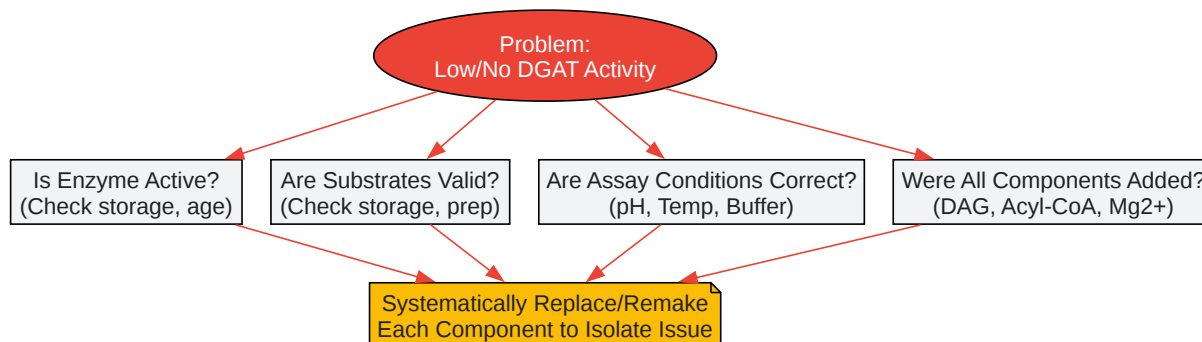 Problem:
Low/No DGAT Activity
Is Enzyme Active?
(Check storage, age)
Are Substrates Valid?
(Check storage, prep)
Are Assay Conditions Correct?
(pH, Temp, Buffer)
Were All Components Added?
(DAG, Acyl-CoA, Mg2+)
Systematically Replace/Remake
Each Component to Isolate Issue